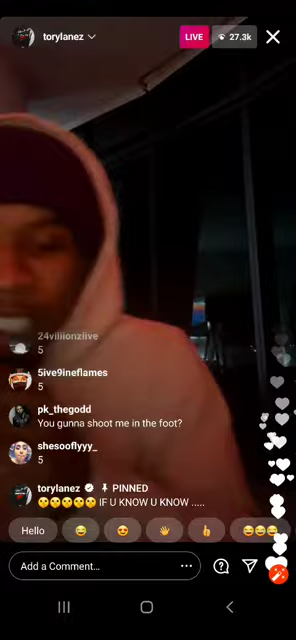 torylanez
LIVE
27.3k
24viliionzlive
5
5ive9ineflames
5
pk_thegodd
You gunna shoot me in the foot?
shesooflyyy_
5
torylanez PINNED
🤫🤫🤫🤫🤫 IF U KNOW U KNOW .....
Hello 😂 😍 👋 👍 😂😂😂
Add a Comment...